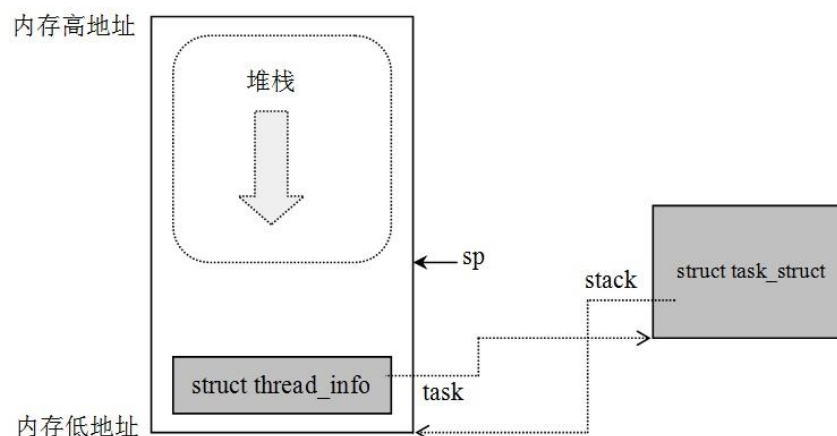 内存高地址
堆栈
sp
stack
struct task_struct
struct thread_info
task
内存低地址